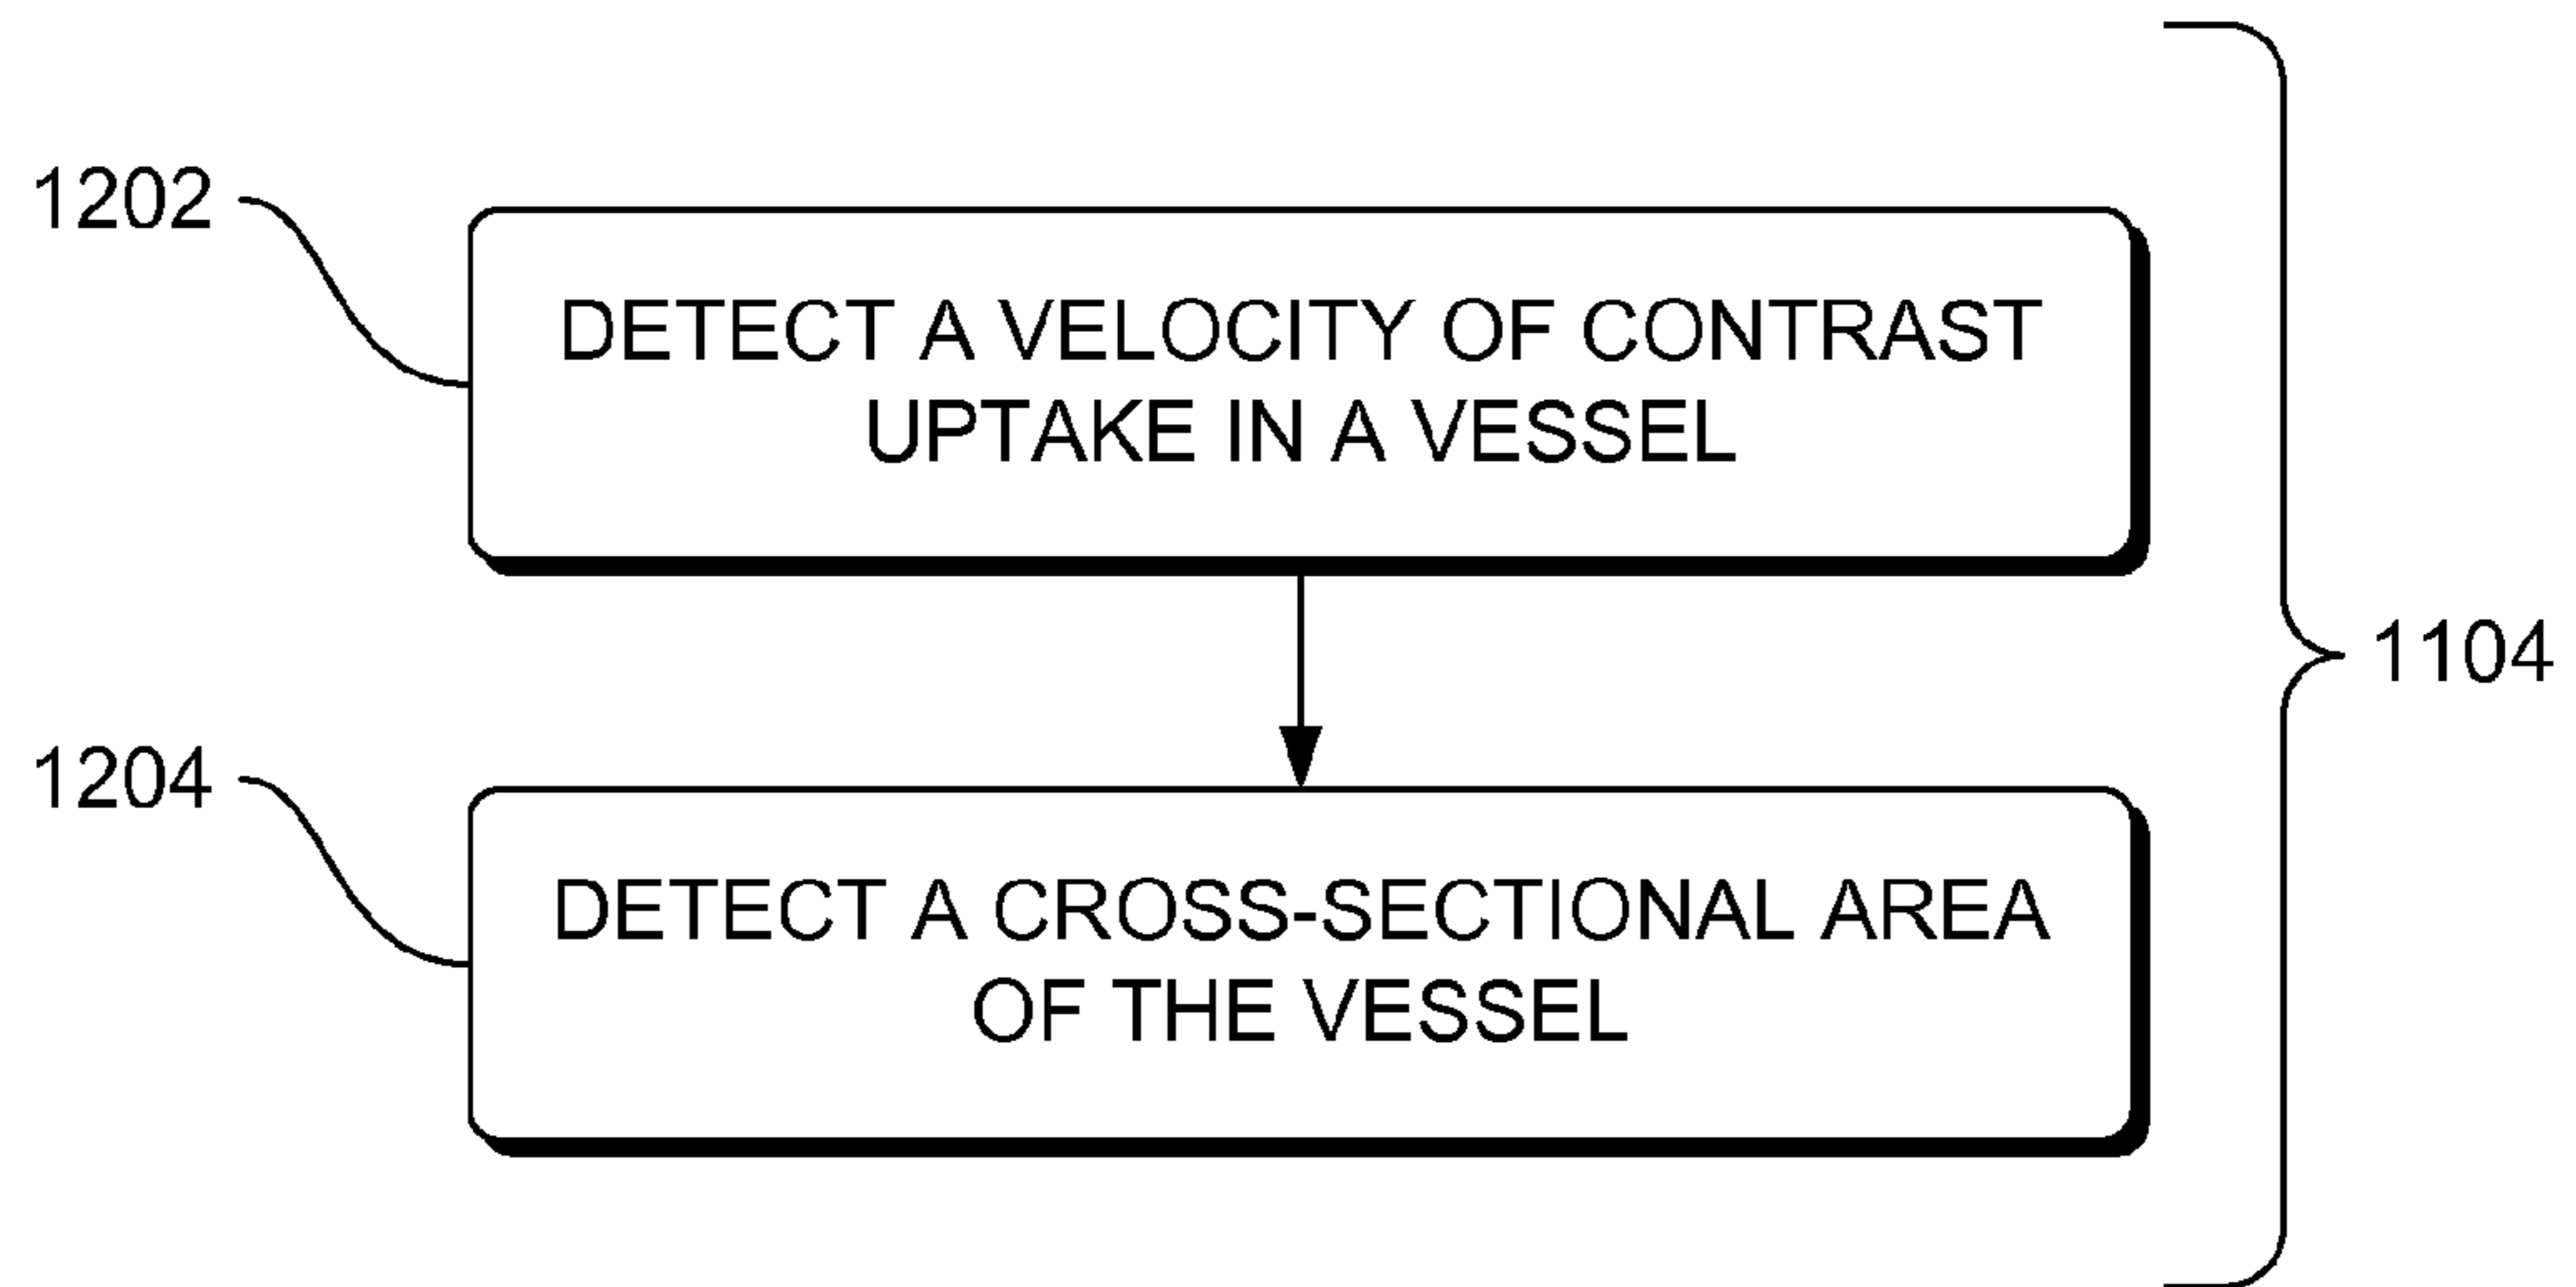 1202
DETECT A VELOCITY OF CONTRAST
UPTAKE IN A VESSEL
1104
1204
DETECT A CROSS-SECTIONAL AREA
OF THE VESSEL